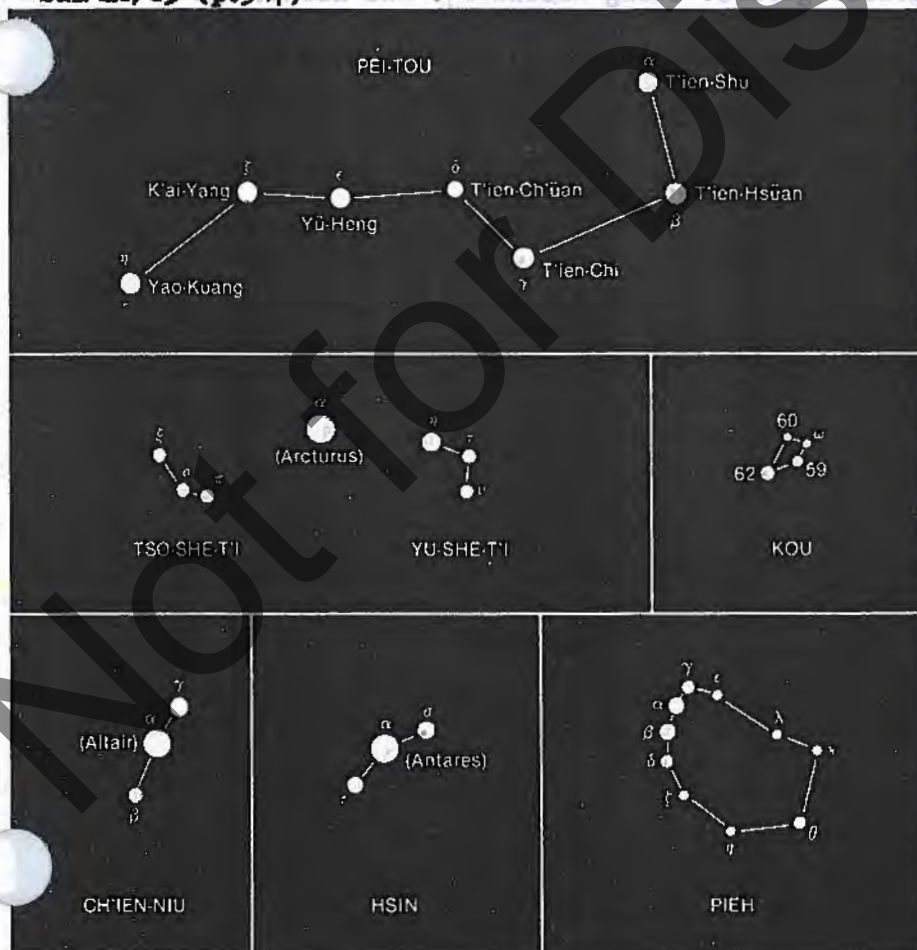 PEI-TOU
α
T'ien-Shu
ζ
ε
δ
K'ai-Yang
T'ien-Ch'üan
T'ien-Hsüan
Yü-Heng
β
η
T'ien-Chi
Yao-Kuang
γ
α
η
60
ω
ξ
τ
(Arcturus)
62
59
ο
π
υ
TSO-SHE-T'I
YU-SHE-T'I
KOU
γ
γ
ε
α
α
σ
α
λ
(Altair)
β
(Antares)
δ
ζ
β
θ
η
CH'IEN-NIU
HSIN
PIEH
Not for Dis